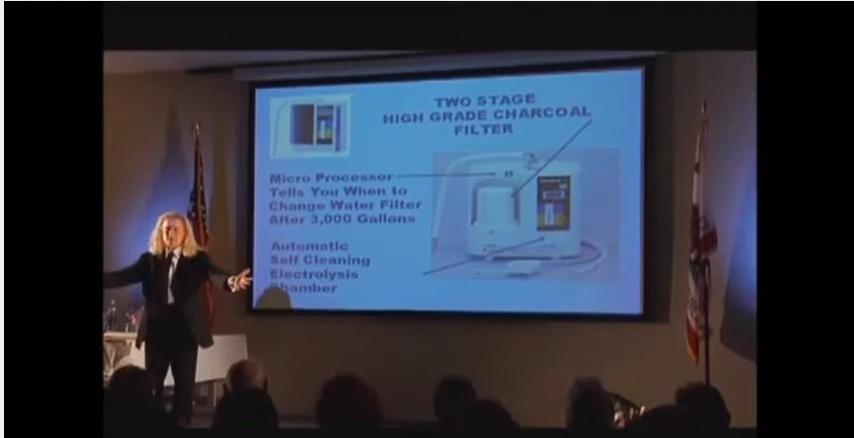 TWO STAGE
HIGH GRADE CHARCOAL
FILTER
Micro Processor
Tells You When to
Change Water Filter
After 3,000 Gallons
Automatic
Self Cleaning
Electrolysis
Chamber